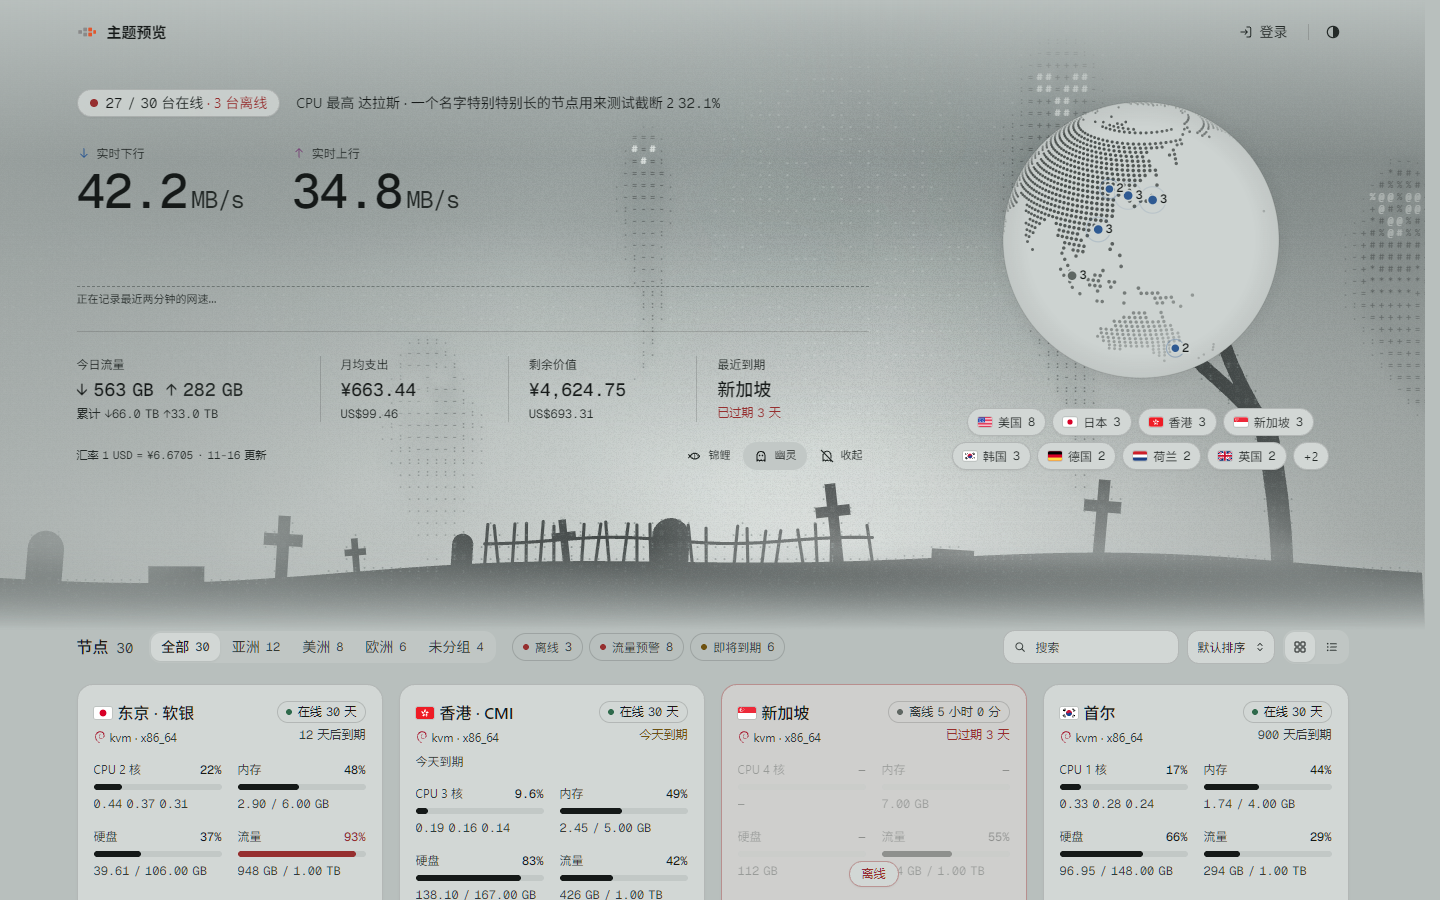 主题预览
登录
27 / 30 台在线 · 3 台离线
CPU 最高 达拉斯 · 一个名字特别特别长的节点用来测试截断 2 32.1%
↓ 实时下行
↑ 实时上行
42.2 MB/s
34.8 MB/s
2
3
3
3
3
2
正在记录最近两分钟的网速...
今日流量
月均支出
剩余价值
最近到期
↓ 563 GB ↑ 282 GB
¥663.44
¥4,624.75
新加坡
累计 ↓66.0 TB ↑33.0 TB
US$99.46
US$693.31
已过期 3 天
美国 8
日本 3
香港 3
新加坡 3
汇率 1 USD = ¥6.6705 · 11-16 更新
锦鲤
幽灵
收起
韩国 3
德国 2
荷兰 2
英国 2
+2
节点 30
全部 30
亚洲 12
美洲 8
欧洲 6
未分组 4
离线 3
流量预警 8
即将到期 6
搜索
默认排序
东京 · 软银
在线 30 天
kvm · x86_64
12 天后到期
CPU 2 核 22%
内存 48%
0.44 0.37 0.31
2.90 / 6.00 GB
硬盘 37%
流量 93%
39.61 / 106.00 GB
948 GB / 1.00 TB
香港 · CMI
在线 30 天
kvm · x86_64
今天到期
今天到期
CPU 3 核 9.6%
内存 49%
0.19 0.16 0.14
2.45 / 5.00 GB
硬盘 83%
流量 42%
138.10 / 167.00 GB
426 GB / 1.00 TB
新加坡
离线 5 小时 0 分
kvm · x86_64
已过期 3 天
CPU 4 核 –
内存 –
–
7.00 GB
硬盘 –
流量 55%
112 GB
4 GB / 1.00 TB
离线
首尔
在线 30 天
kvm · x86_64
900 天后到期
CPU 1 核 17%
内存 44%
0.33 0.28 0.24
1.74 / 4.00 GB
硬盘 66%
流量 29%
96.95 / 148.00 GB
294 GB / 1.00 TB